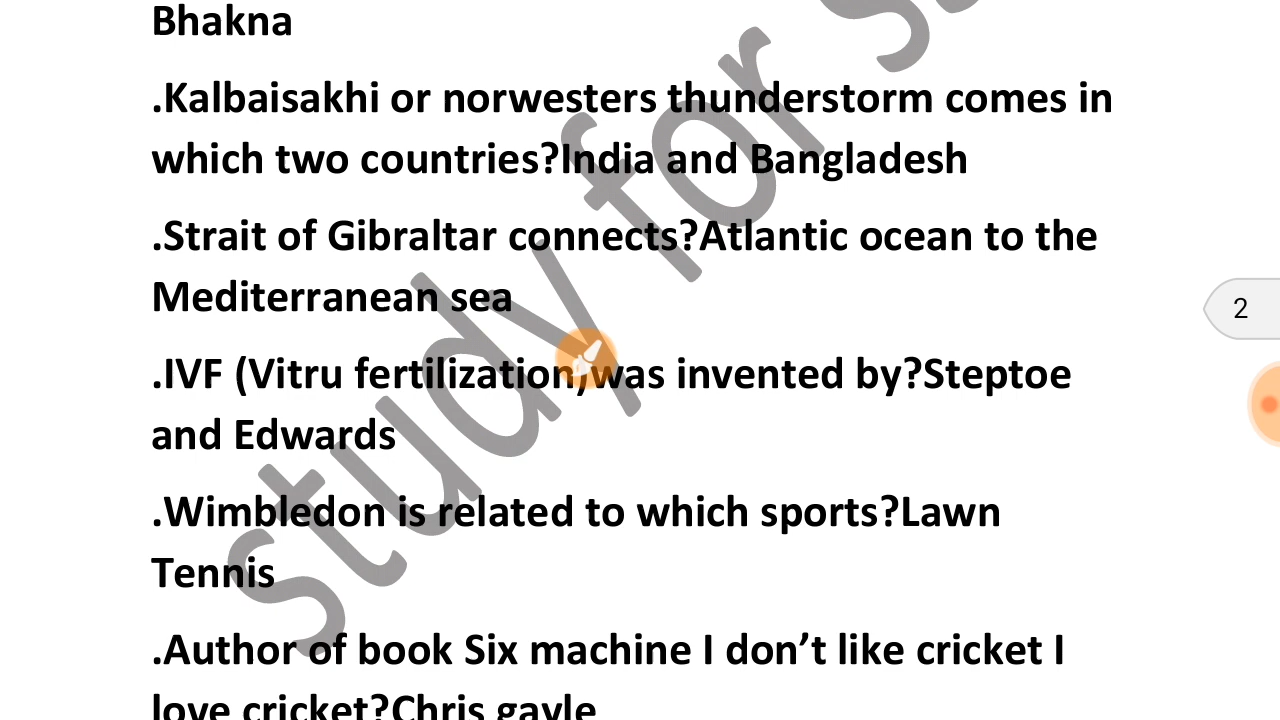 Bhakna
.Kalbaisakhi or norwesters thunderstorm comes in
which two countries?India and Bangladesh
.Strait of Gibraltar connects?Atlantic ocean to the
Mediterranean sea
.IVF (Vitru fertilization)was invented by?Steptoe
and Edwards
.Wimbledon is related to which sports?Lawn
Tennis
.Author of book Six machine I don’t like cricket I
love cricket?Chris gayle
study for
2